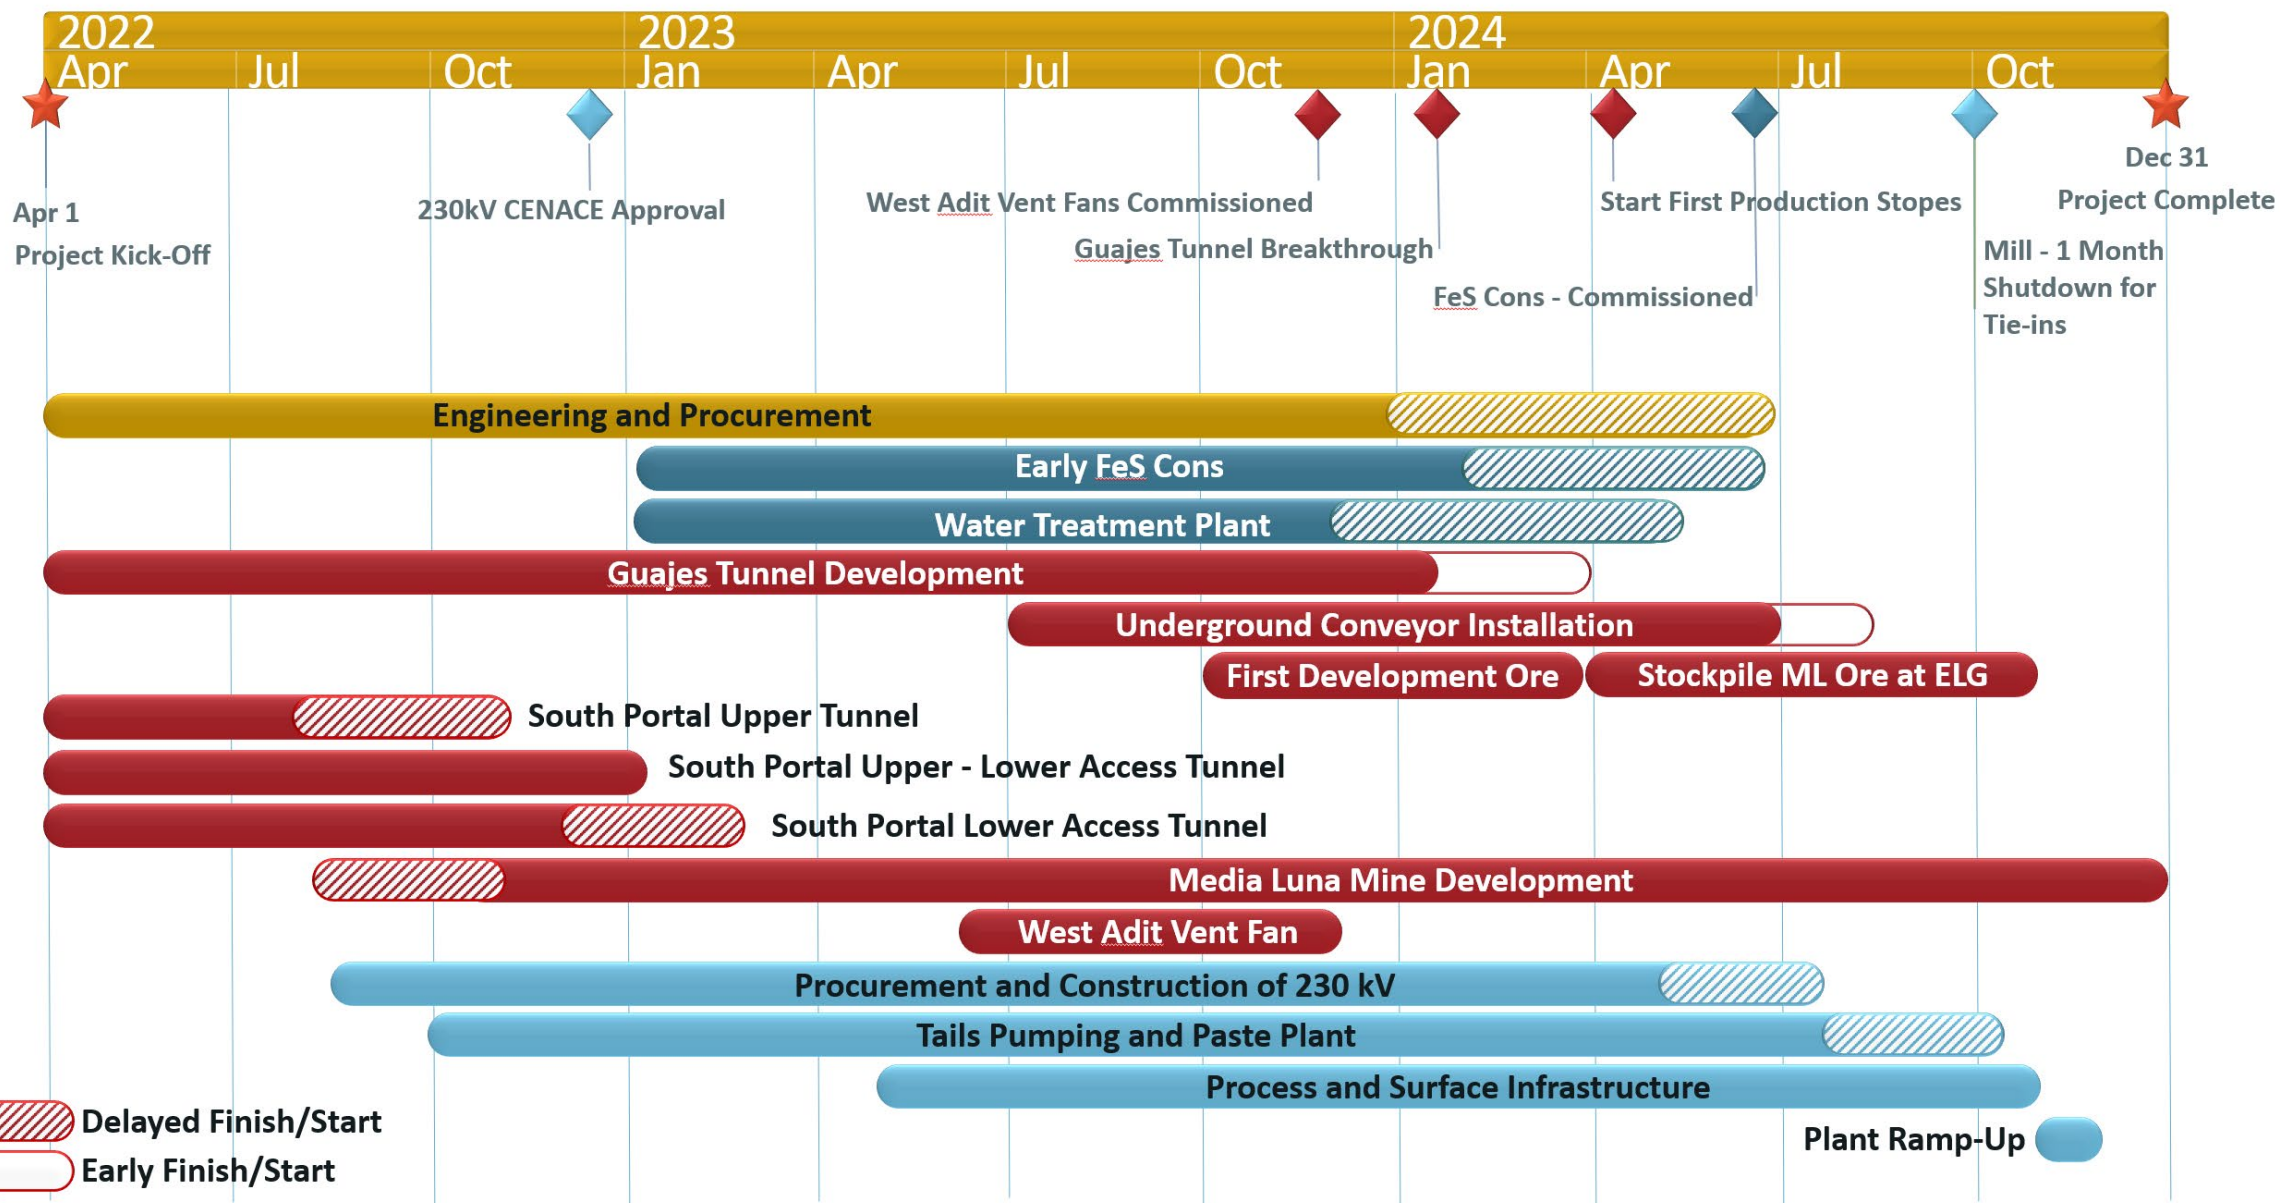 2022 2023 2024
Apr Jul Oct Jan Apr Jul Oct Jan Apr Jul Oct
Apr 1
Project Kick-Off
230kV CENACE Approval
West Adit Vent Fans Commissioned
Guajes Tunnel Breakthrough
Start First Production Stopes
FeS Cons - Commissioned
Mill - 1 Month
Shutdown for
Tie-ins
Dec 31
Project Complete
Engineering and Procurement
Early FeS Cons
Water Treatment Plant
Guajes Tunnel Development
Underground Conveyor Installation
First Development Ore
Stockpile ML Ore at ELG
South Portal Upper Tunnel
South Portal Upper - Lower Access Tunnel
South Portal Lower Access Tunnel
Media Luna Mine Development
West Adit Vent Fan
Procurement and Construction of 230 kV
Tails Pumping and Paste Plant
Process and Surface Infrastructure
Plant Ramp-Up
Delayed Finish/Start
Early Finish/Start